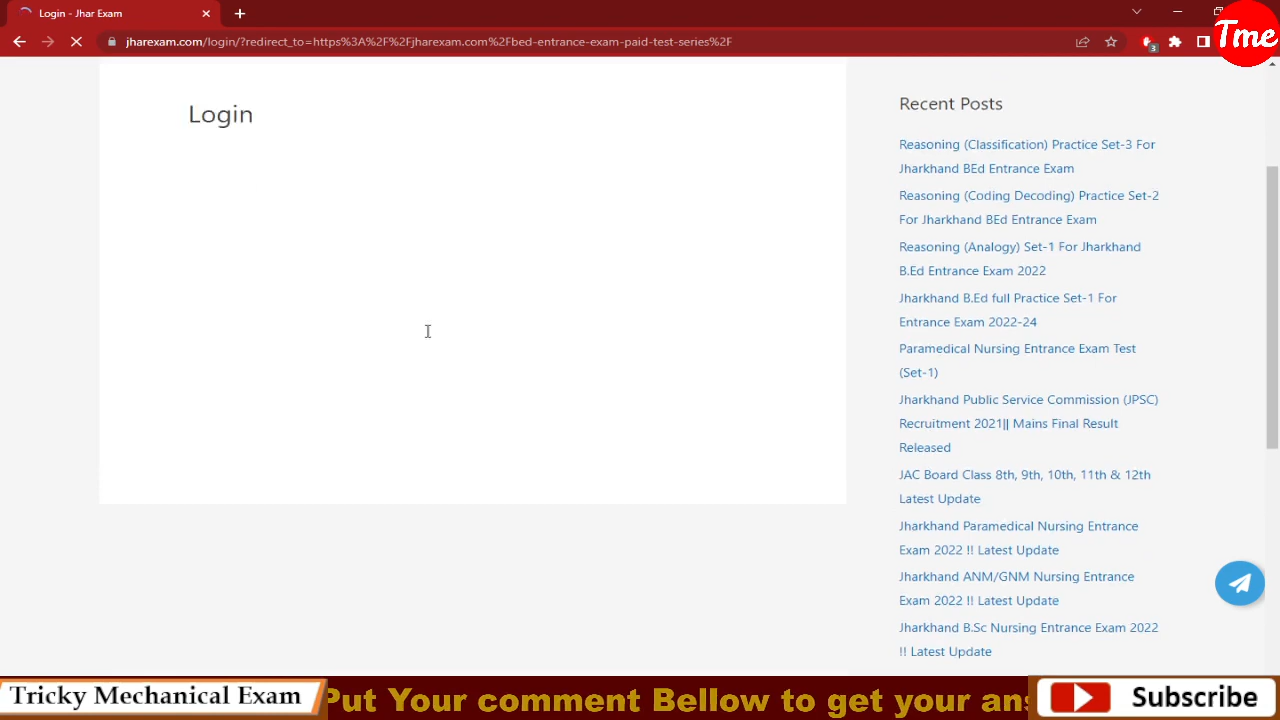 Login - Jhar Exam
Tme
jharexam.com/login/?redirect_to=https%3A%2F%2Fjharexam.com%2Fbed-entrance-exam-paid-test-series%2F
3
Login
Recent Posts
Reasoning (Classification) Practice Set-3 For
Jharkhand BEd Entrance Exam
Reasoning (Coding Decoding) Practice Set-2
For Jharkhand BEd Entrance Exam
Reasoning (Analogy) Set-1 For Jharkhand
B.Ed Entrance Exam 2022
Jharkhand B.Ed full Practice Set-1 For
Entrance Exam 2022-24
Paramedical Nursing Entrance Exam Test
(Set-1)
Jharkhand Public Service Commission (JPSC)
Recruitment 2021|| Mains Final Result
Released
JAC Board Class 8th, 9th, 10th, 11th & 12th
Latest Update
Jharkhand Paramedical Nursing Entrance
Exam 2022 !! Latest Update
Jharkhand ANM/GNM Nursing Entrance
Exam 2022 !! Latest Update
Jharkhand B.Sc Nursing Entrance Exam 2022
!! Latest Update
Tricky Mechanical Exam
Put Your comment Bellow to get your an
Subscribe